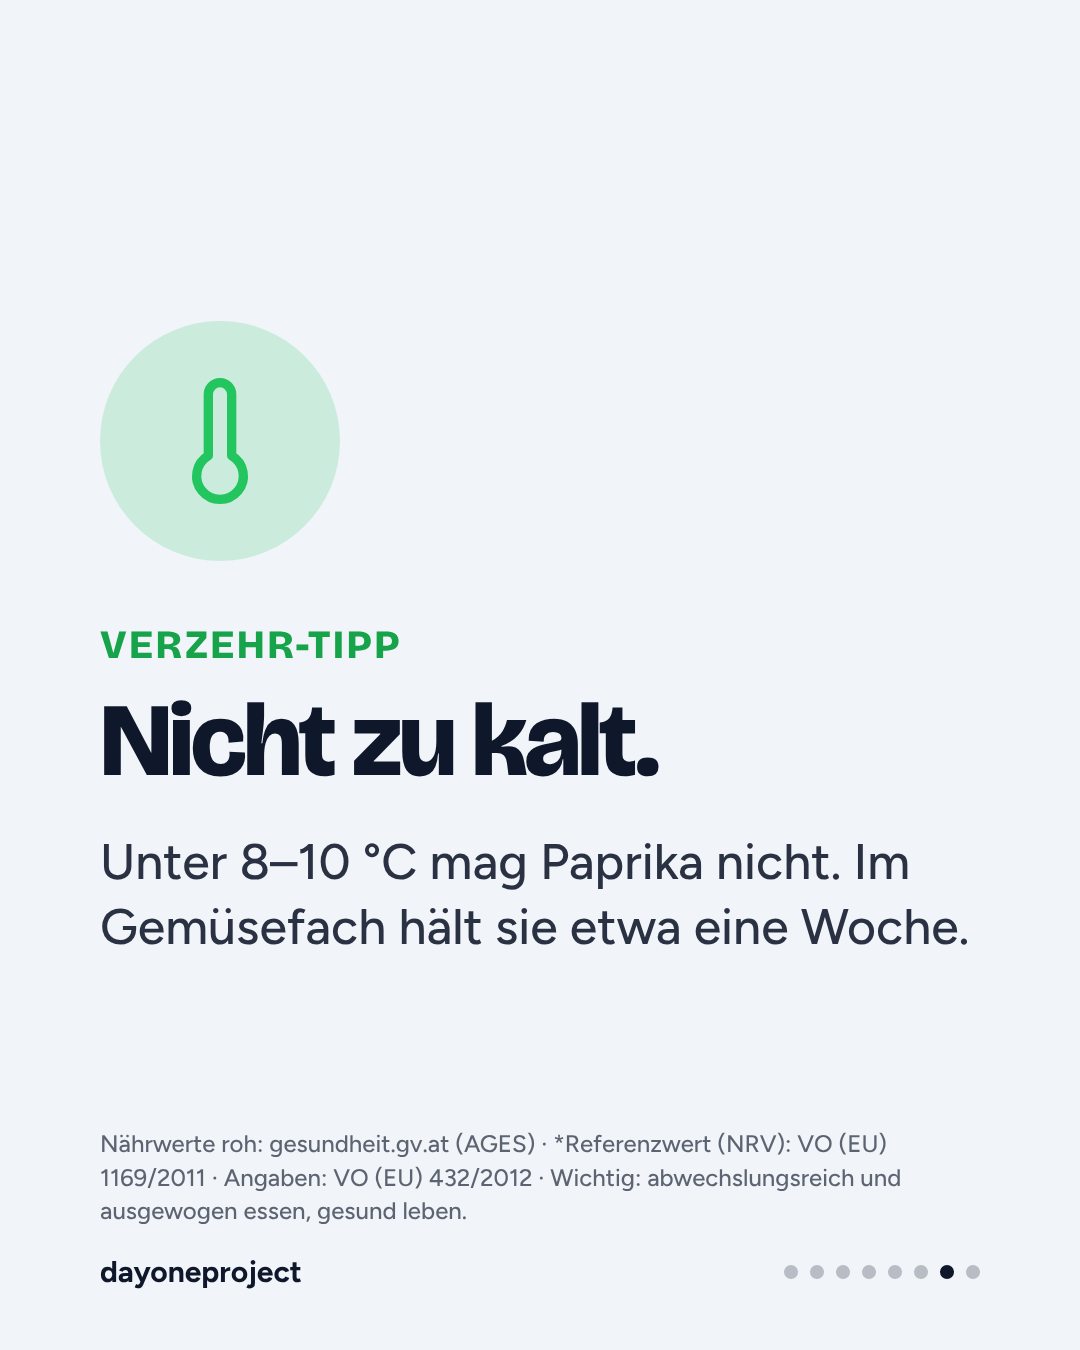 VERZEHR-TIPP
Nicht zu kalt.
Unter 8–10 °C mag Paprika nicht. Im
Gemüsefach hält sie etwa eine Woche.
Nährwerte roh: gesundheit.gv.at (AGES) · *Referenzwert (NRV): VO (EU)
1169/2011 · Angaben: VO (EU) 432/2012 · Wichtig: abwechslungsreich und
ausgewogen essen, gesund leben.
dayoneproject